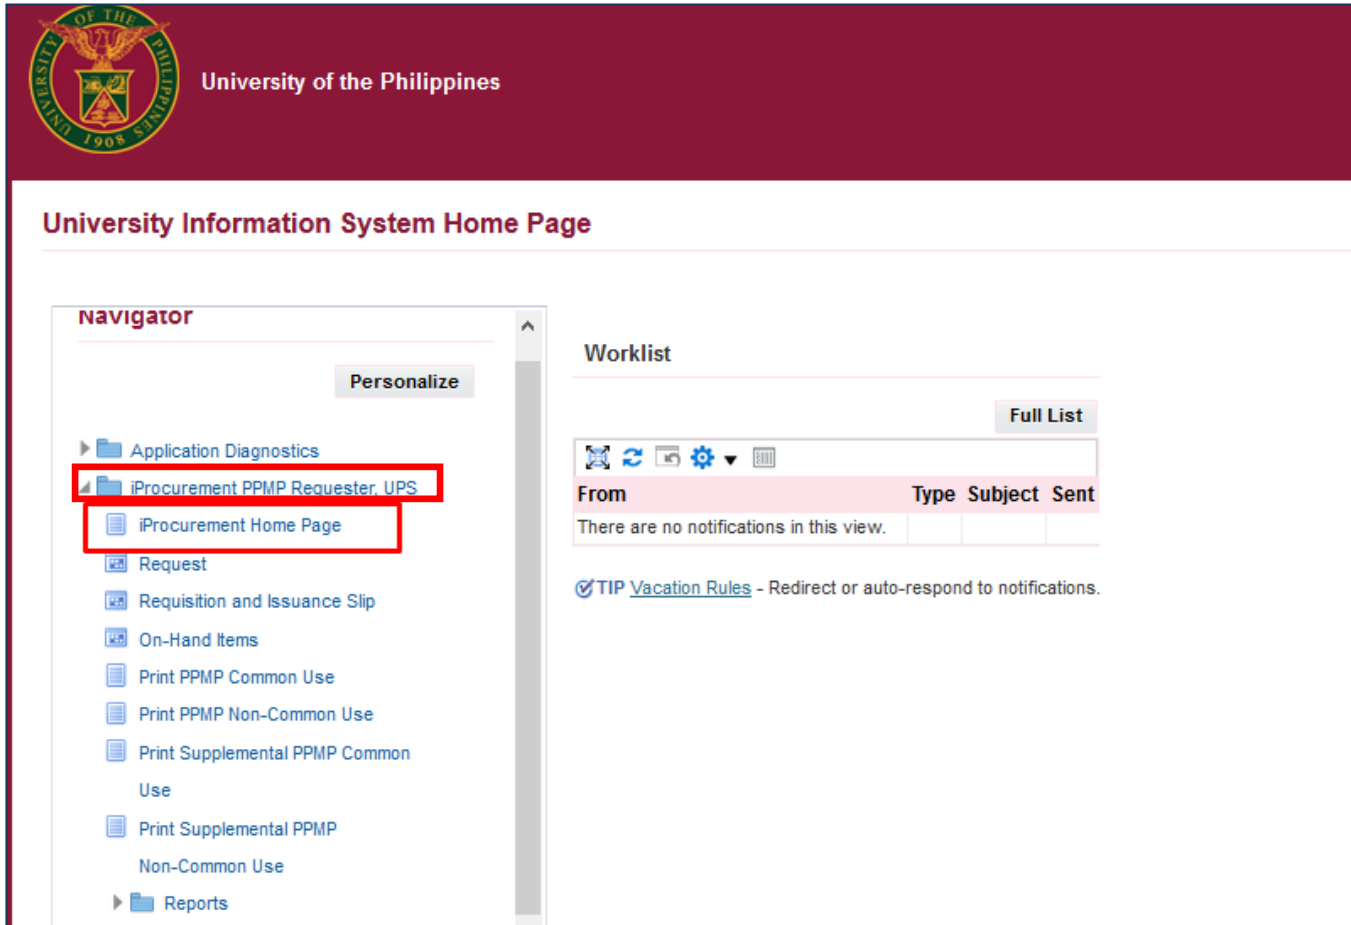 UNIVERSITY OF THE PHILIPPINES
1908
University of the Philippines
University Information System Home Page
Navigator
Personalize
Application Diagnostics
iProcurement PPMP Requester, UPS
iProcurement Home Page
Request
Requisition and Issuance Slip
On-Hand Items
Print PPMP Common Use
Print PPMP Non-Common Use
Print Supplemental PPMP Common
Use
Print Supplemental PPMP
Non-Common Use
Reports
Worklist
Full List
From Type Subject Sent
There are no notifications in this view.
TIP Vacation Rules - Redirect or auto-respond to notifications.